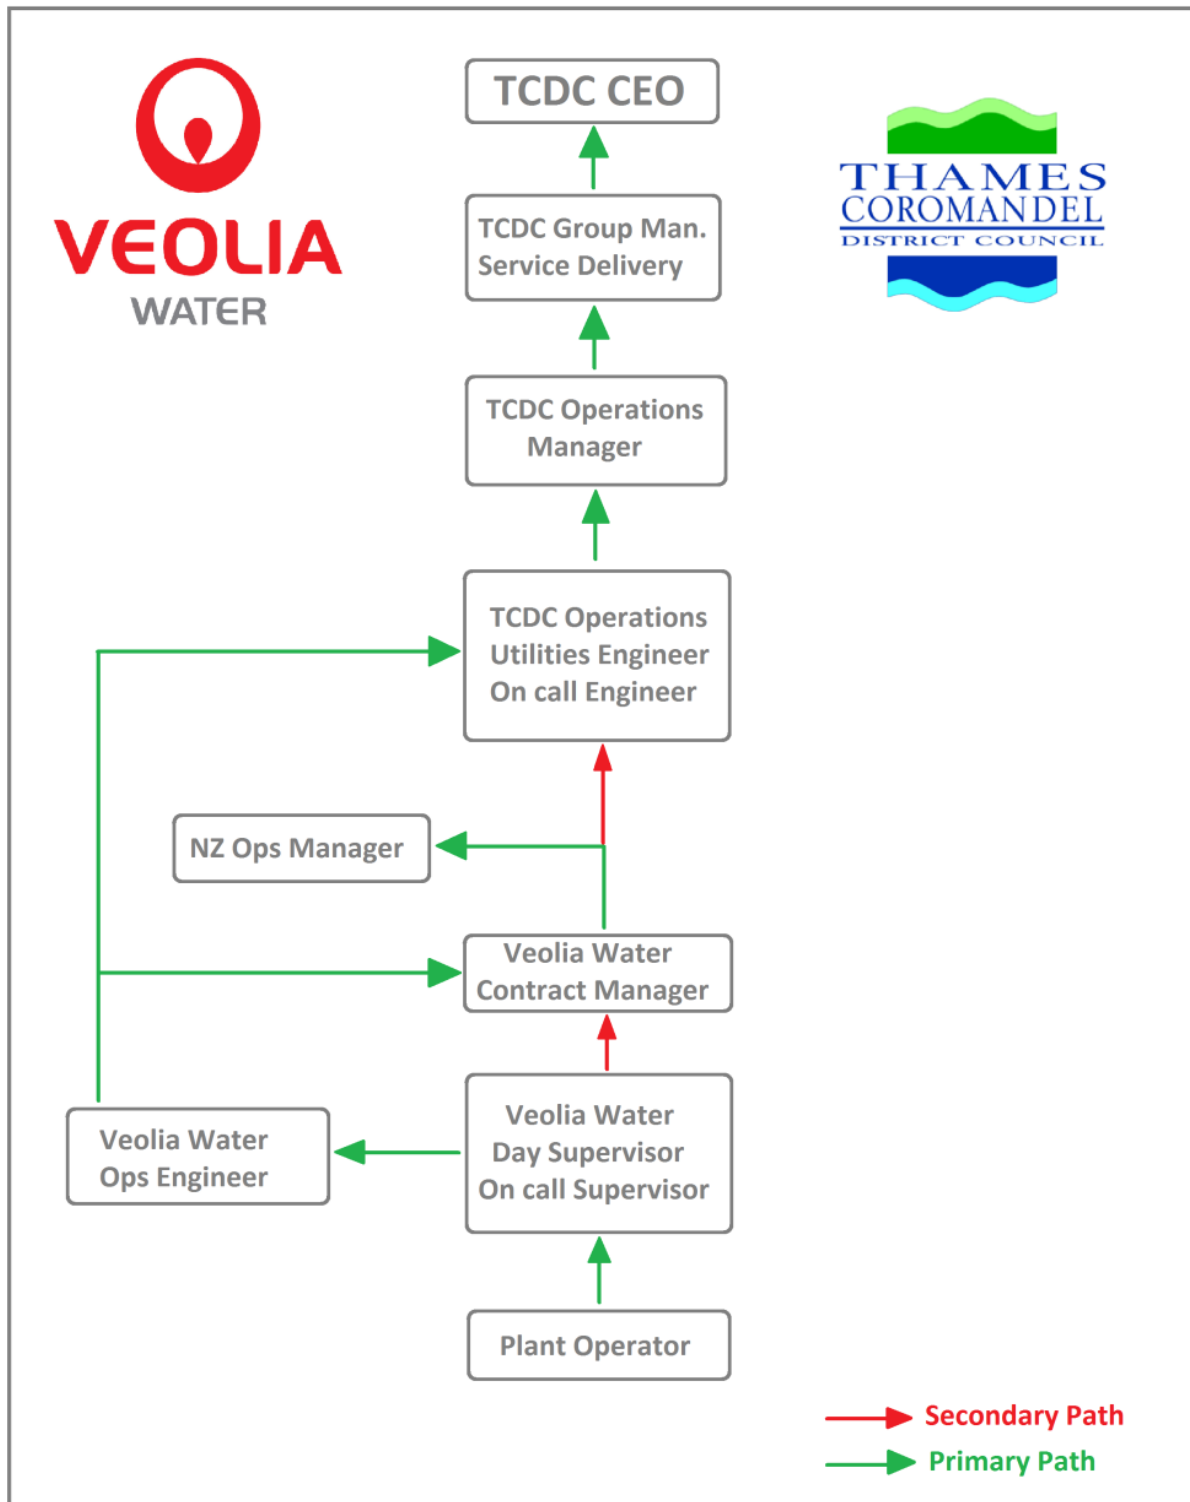 VEOLIA
WATER
TCDC CEO
THAMES
COROMANDEL
DISTRICT COUNCIL
TCDC Group Man.
Service Delivery
TCDC Operations
Manager
TCDC Operations
Utilities Engineer
On call Engineer
NZ Ops Manager
Veolia Water
Contract Manager
Veolia Water
Ops Engineer
Veolia Water
Day Supervisor
On call Supervisor
Plant Operator
Secondary Path
Primary Path